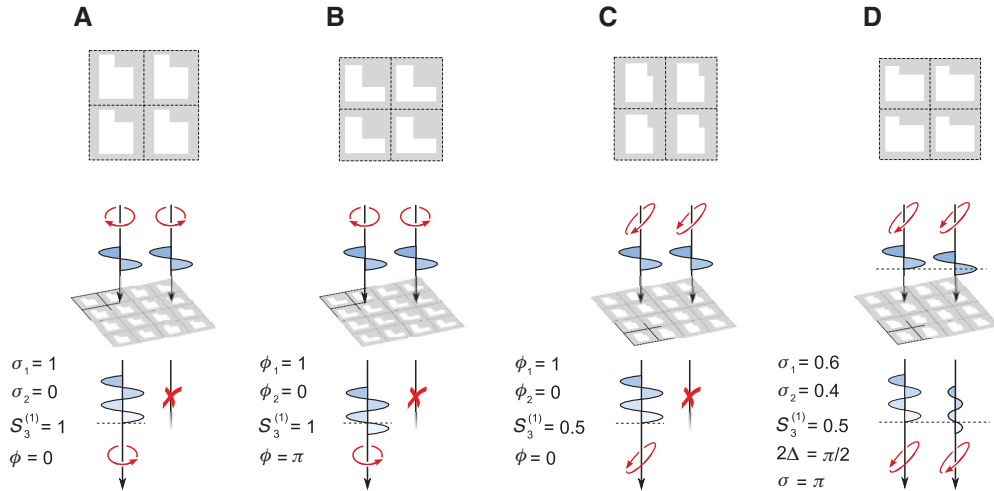 A
B
C
D
σ₁ = 1
σ₂ = 0
S₃⁽¹⁾ = 1
ϕ = 0
ϕ₁ = 1
ϕ₂ = 0
S₃⁽¹⁾ = 1
ϕ = π
ϕ₁ = 1
ϕ₂ = 0
S₃⁽¹⁾ = 0.5
ϕ = 0
σ₁ = 0.6
σ₂ = 0.4
S₃⁽¹⁾ = 0.5
2Δ = π/2
σ = π